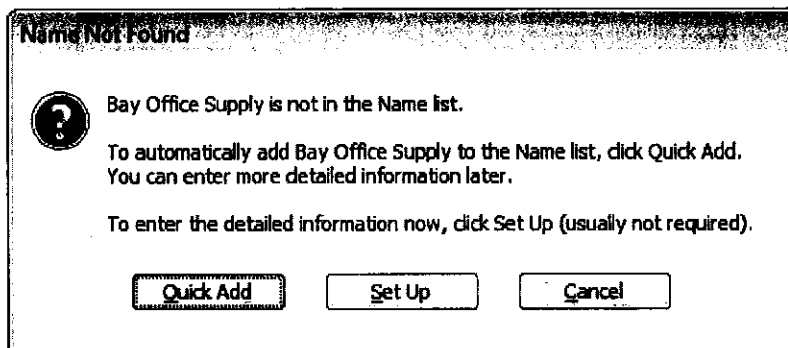 Name Not Found
Bay Office Supply is not in the Name list.
To automatically add Bay Office Supply to the Name list, click Quick Add.
You can enter more detailed information later.
To enter the detailed information now, click Set Up (usually not required).
Quick Add Set Up Cancel